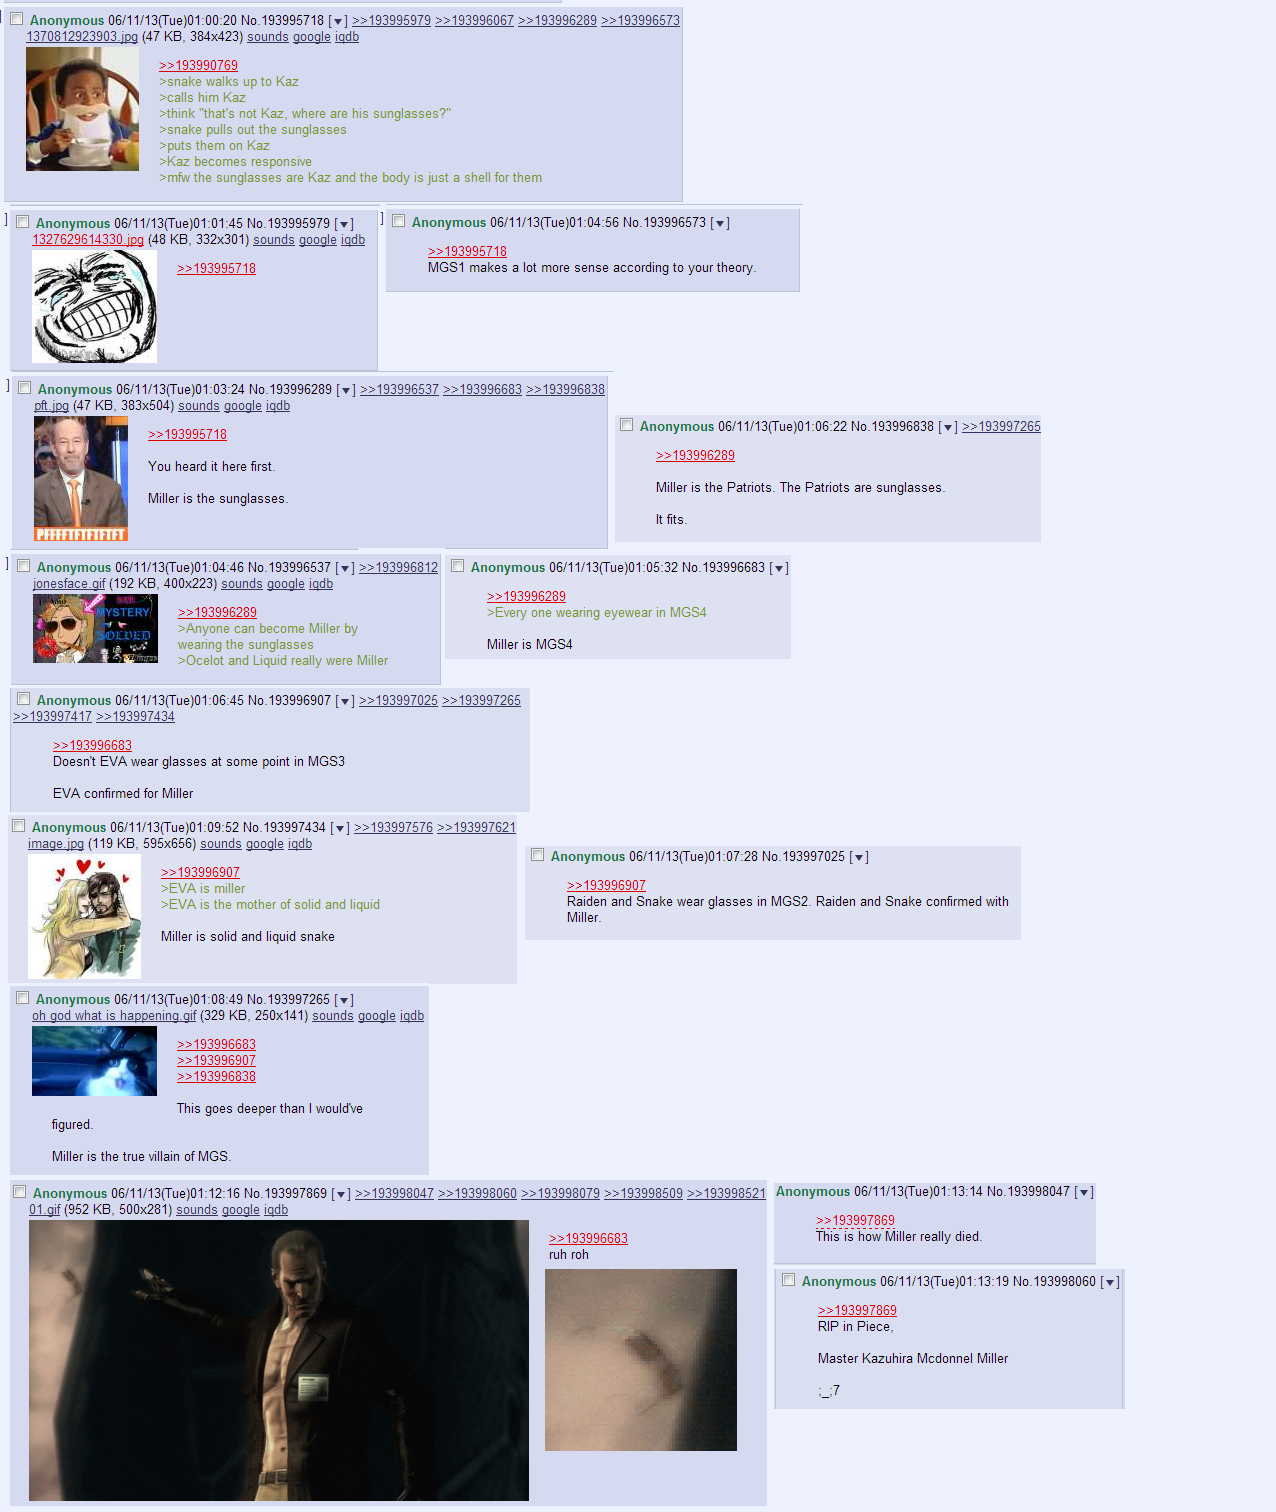 Anonymous 06/11/13(Tue)01:00:20 No.193995718 [▼] >>193995979 >>193996067 >>193996289 >>193996573
1370812923903.jpg (47 KB, 384x423) sounds google iqdb
>>193990769
>snake walks up to Kaz
>calls him Kaz
>think "that's not Kaz, where are his sunglasses?"
>snake pulls out the sunglasses
>puts them on Kaz
>Kaz becomes responsive
>mfw the sunglasses are Kaz and the body is just a shell for them
] Anonymous 06/11/13(Tue)01:01:45 No.193995979 [▼]
1327629614330.jpg (48 KB, 332x301) sounds google iqdb
>>193995718
] Anonymous 06/11/13(Tue)01:04:56 No.193996573 [▼]
>>193995718
MGS1 makes a lot more sense according to your theory.
] Anonymous 06/11/13(Tue)01:03:24 No.193996289 [▼] >>193996537 >>193996683 >>193996838
pft.jpg (47 KB, 383x504) sounds google iqdb
>>193995718
You heard it here first.
Miller is the sunglasses.
PFFFFTFTFTFTFT
Anonymous 06/11/13(Tue)01:06:22 No.193996838 [▼] >>193997265
>>193996289
Miller is the Patriots. The Patriots are sunglasses.
It fits.
] Anonymous 06/11/13(Tue)01:04:46 No.193996537 [▼] >>193996812
jonesface.gif (192 KB, 400x223) sounds google iqdb
MYSTERY
SOLVED
>>193996289
>Anyone can become Miller by
wearing the sunglasses
>Ocelot and Liquid really were Miller
Anonymous 06/11/13(Tue)01:05:32 No.193996683 [▼]
>>193996289
>Every one wearing eyewear in MGS4
Miller is MGS4
Anonymous 06/11/13(Tue)01:06:45 No.193996907 [▼] >>193997025 >>193997265
>>193997417 >>193997434
>>193996683
Doesn't EVA wear glasses at some point in MGS3
EVA confirmed for Miller
Anonymous 06/11/13(Tue)01:09:52 No.193997434 [▼] >>193997576 >>193997621
image.jpg (119 KB, 595x656) sounds google iqdb
>>193996907
>EVA is miller
>EVA is the mother of solid and liquid
Miller is solid and liquid snake
Anonymous 06/11/13(Tue)01:07:28 No.193997025 [▼]
>>193996907
Raiden and Snake wear glasses in MGS2. Raiden and Snake confirmed with
Miller.
Anonymous 06/11/13(Tue)01:08:49 No.193997265 [▼]
oh god what is happening.gif (329 KB, 250x141) sounds google iqdb
>>193996683
>>193996907
>>193996838
This goes deeper than I would've
figured.
Miller is the true villain of MGS.
Anonymous 06/11/13(Tue)01:12:16 No.193997869 [▼] >>193998047 >>193998060 >>193998079 >>193998509 >>193998521
01.gif (952 KB, 500x281) sounds google iqdb
>>193996683
ruh roh
Anonymous 06/11/13(Tue)01:13:14 No.193998047 [▼]
>>193997869
This is how Miller really died.
Anonymous 06/11/13(Tue)01:13:19 No.193998060 [▼]
>>193997869
RIP in Piece,
Master Kazuhira Mcdonnel Miller
;_;7